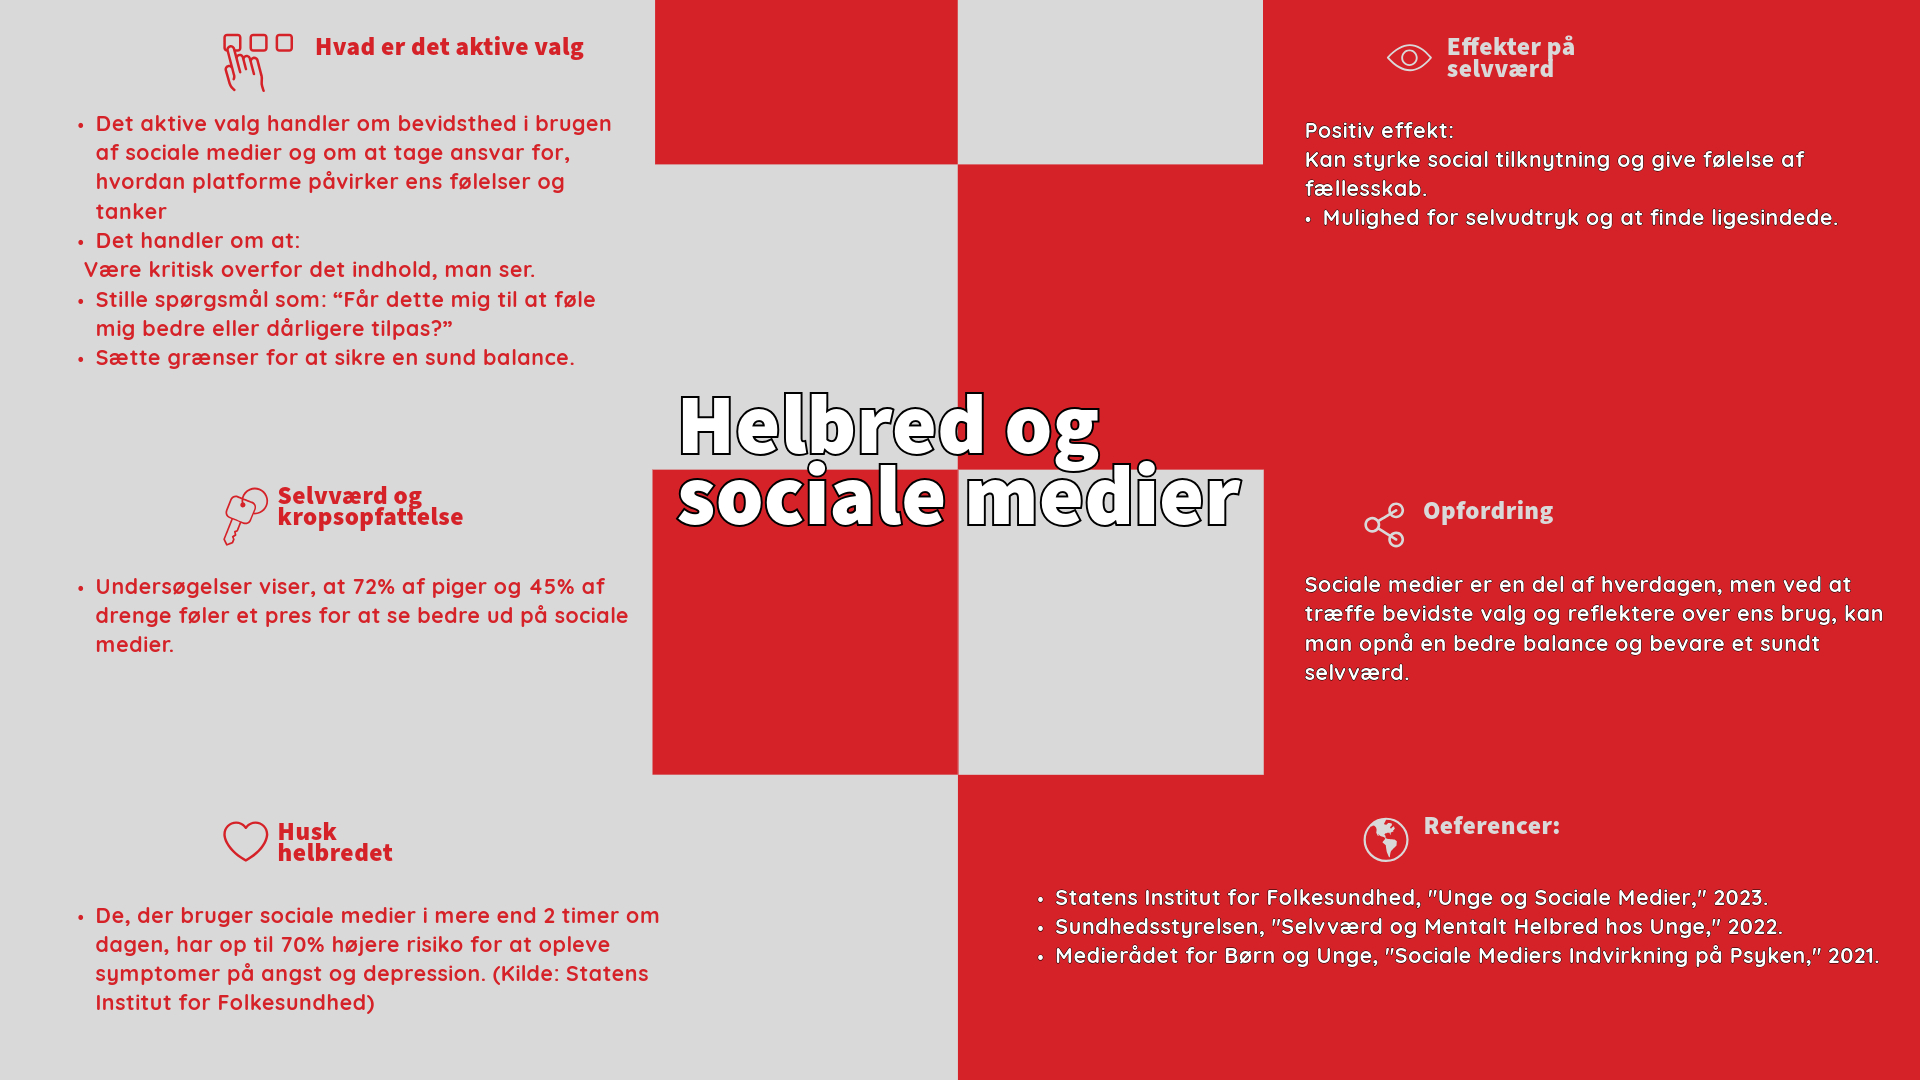 Hvad er det aktive valg
• Det aktive valg handler om bevidsthed i brugen
af sociale medier og om at tage ansvar for,
hvordan platforme påvirker ens følelser og
tanker
• Det handler om at:
Være kritisk overfor det indhold, man ser.
• Stille spørgsmål som: “Får dette mig til at føle
mig bedre eller dårligere tilpas?”
• Sætte grænser for at sikre en sund balance.
Selvværd og
kropsopfattelse
• Undersøgelser viser, at 72% af piger og 45% af
drenge føler et pres for at se bedre ud på sociale
medier.
Husk
helbredet
• De, der bruger sociale medier i mere end 2 timer om
dagen, har op til 70% højere risiko for at opleve
symptomer på angst og depression. (Kilde: Statens
Institut for Folkesundhed)
Helbred og
sociale medier
Effekter på
selvværd
Positiv effekt:
Kan styrke social tilknytning og give følelse af
fællesskab.
• Mulighed for selvudtryk og at finde ligesindede.
Opfordring
Sociale medier er en del af hverdagen, men ved at
træffe bevidste valg og reflektere over ens brug, kan
man opnå en bedre balance og bevare et sundt
selvværd.
Referencer:
• Statens Institut for Folkesundhed, "Unge og Sociale Medier," 2023.
• Sundhedsstyrelsen, "Selvværd og Mentalt Helbred hos Unge," 2022.
• Medierådet for Børn og Unge, "Sociale Mediers Indvirkning på Psyken," 2021.